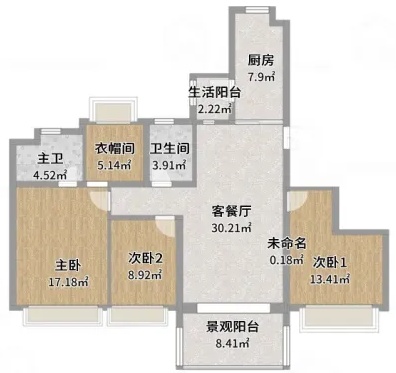 厨房
7.9㎡
生活阳台
2.22㎡
主卫
4.52㎡
衣帽间
5.14㎡
卫生间
3.91㎡
客餐厅
30.21㎡
未命名
0.18㎡
主卧
17.18㎡
次卧2
8.92㎡
次卧1
13.41㎡
景观阳台
8.41㎡